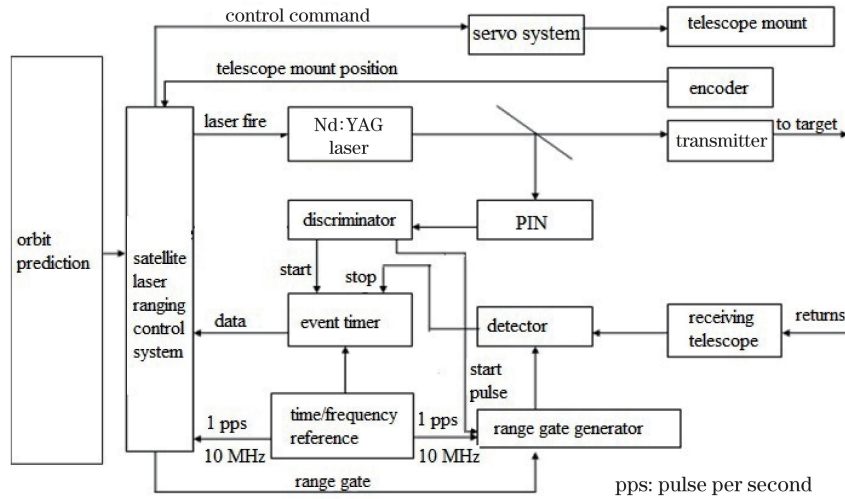 control command
servo system
telescope mount
telescope mount position
encoder
laser fire
Nd:YAG
laser
transmitter
to target
discriminator
PIN
orbit
prediction
satellite
laser
ranging
control
system
start
stop
data
event timer
detector
receiving
telescope
returns
start
pulse
1 pps
10 MHz
time/frequency
reference
1 pps
10 MHz
range gate generator
range gate
pps: pulse per second